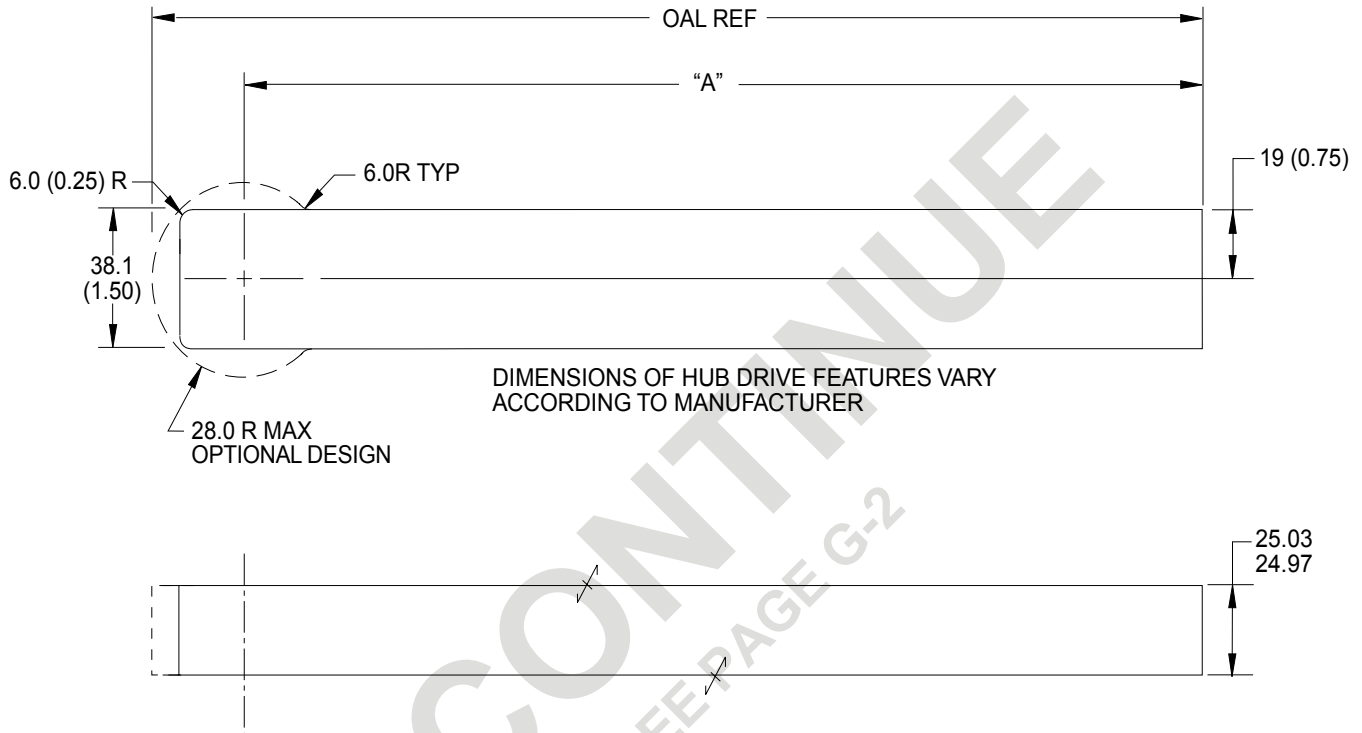 OAL REF
“A”
19 (0.75)
6.0 (0.25) R
6.0R TYP
38.1
(1.50)
DIMENSIONS OF HUB DRIVE FEATURES VARY
ACCORDING TO MANUFACTURER
28.0 R MAX
OPTIONAL DESIGN
25.03
24.97
CONTINUE
SEE PAGE G-2